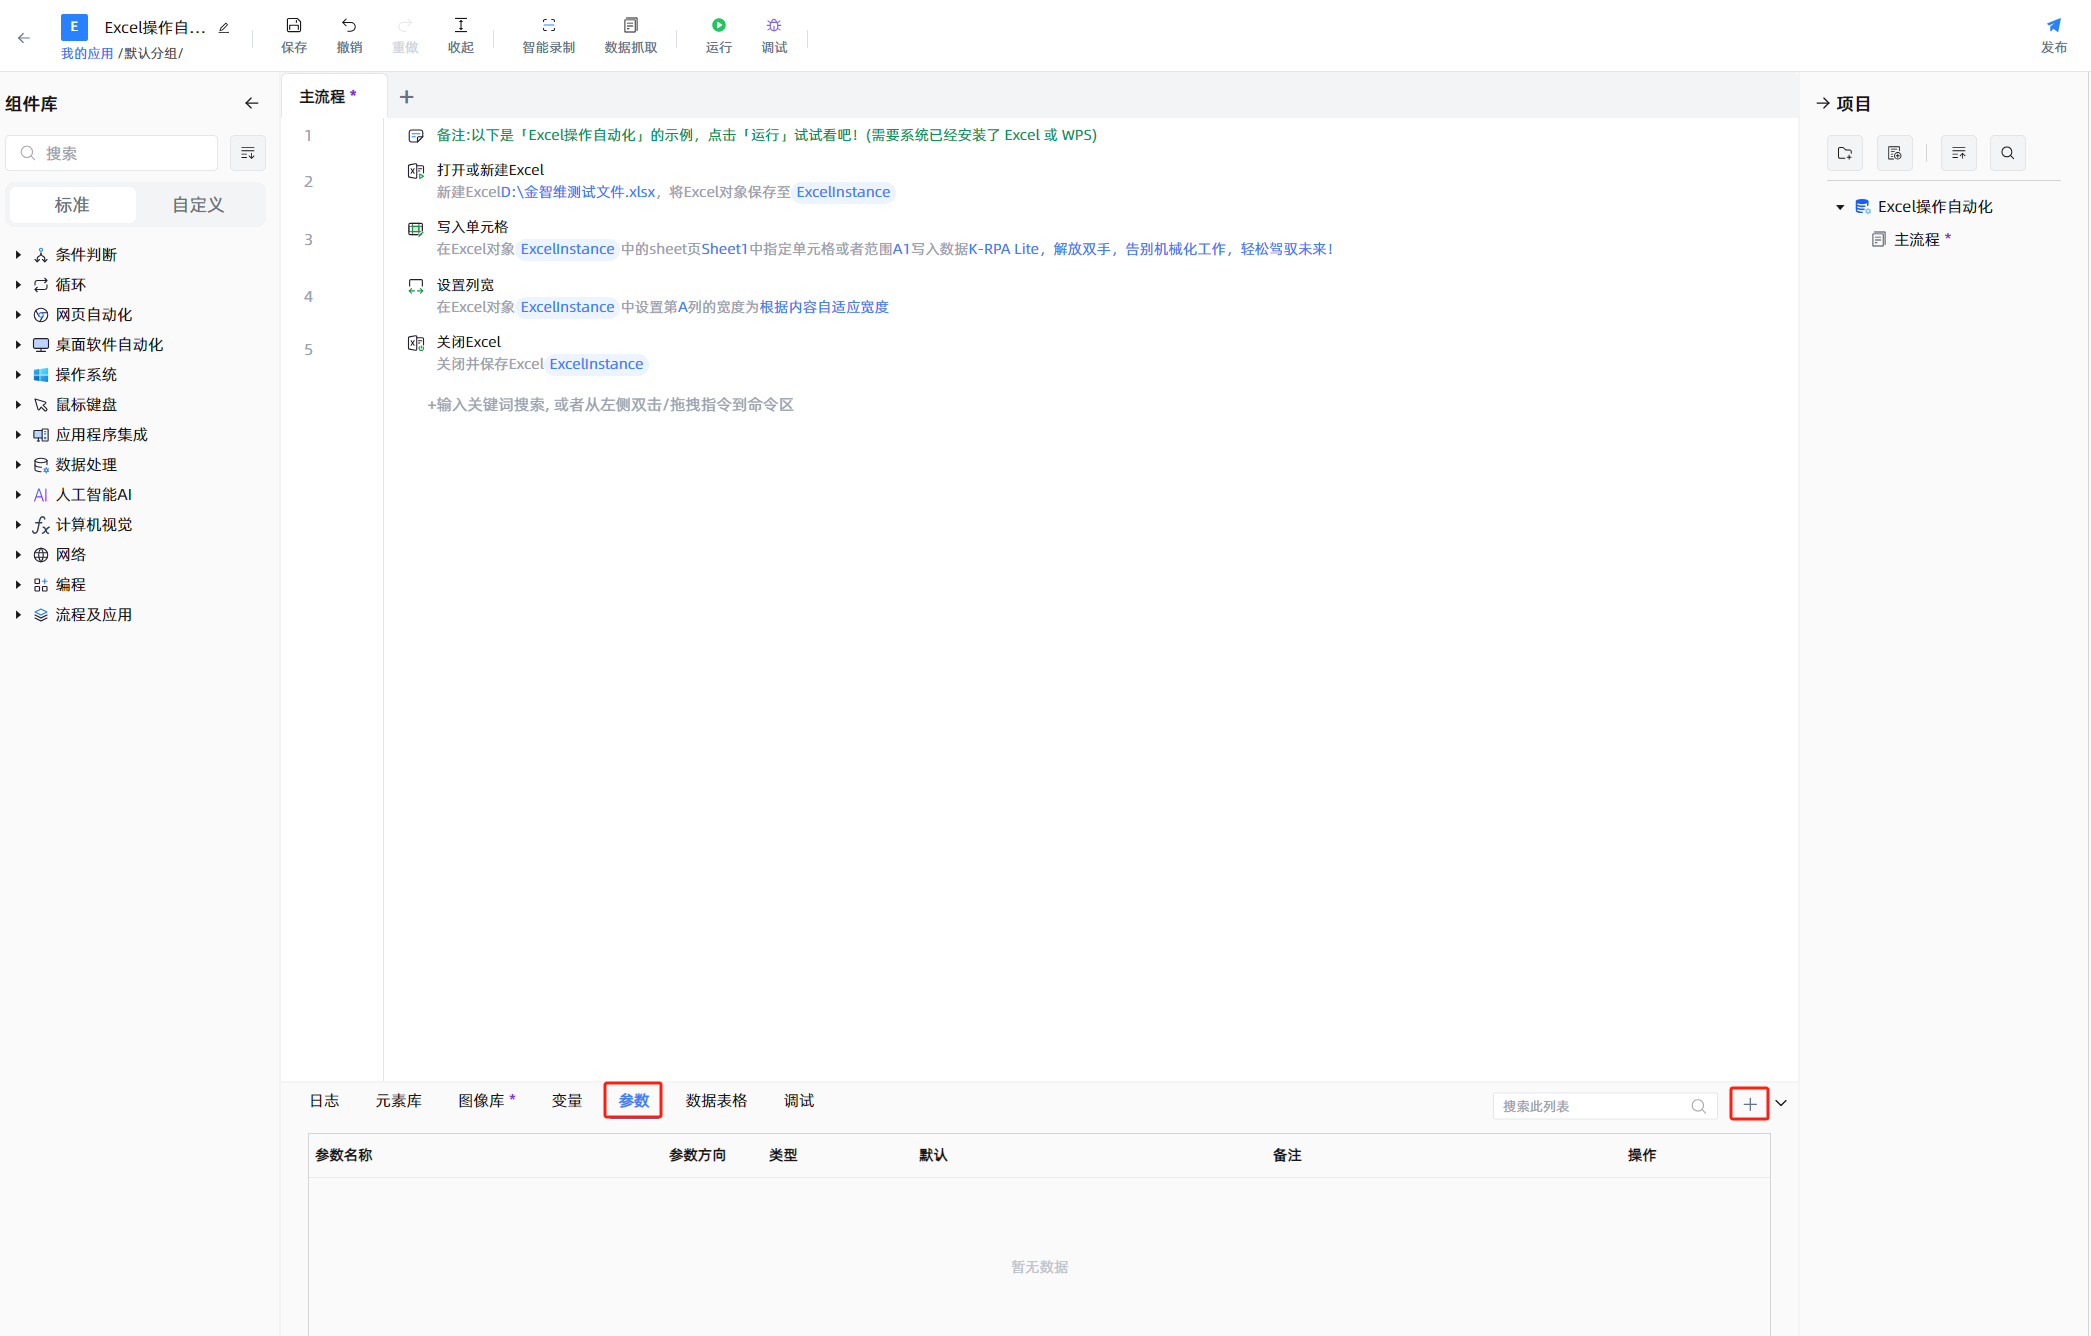 E
Excel操作自...
我的应用 /默认分组/
保存
撤销
重做
收起
智能录制
数据抓取
运行
调试
发布
组件库
搜索
标准
自定义
条件判断
循环
网页自动化
桌面软件自动化
操作系统
鼠标键盘
应用程序集成
数据处理
AI 人工智能AI
计算机视觉
网络
编程
流程及应用
主流程 *
1
备注:以下是「Excel操作自动化」的示例，点击「运行」试试看吧！(需要系统已经安装了 Excel 或 WPS)
2
打开或新建Excel
新建ExcelD:\金智维测试文件.xlsx，将Excel对象保存至 ExcelInstance
3
写入单元格
在Excel对象 ExcelInstance 中的sheet页Sheet1中指定单元格或者范围A1写入数据K-RPA Lite，解放双手，告别机械化工作，轻松驾驭未来！
4
设置列宽
在Excel对象 ExcelInstance 中设置第A列的宽度为根据内容自适应宽度
5
关闭Excel
关闭并保存Excel ExcelInstance
+输入关键词搜索, 或者从左侧双击/拖拽指令到命令区
项目
Excel操作自动化
主流程 *
日志
元素库
图像库 *
变量
参数
数据表格
调试
搜索此列表
参数名称
参数方向
类型
默认
备注
操作
暂无数据